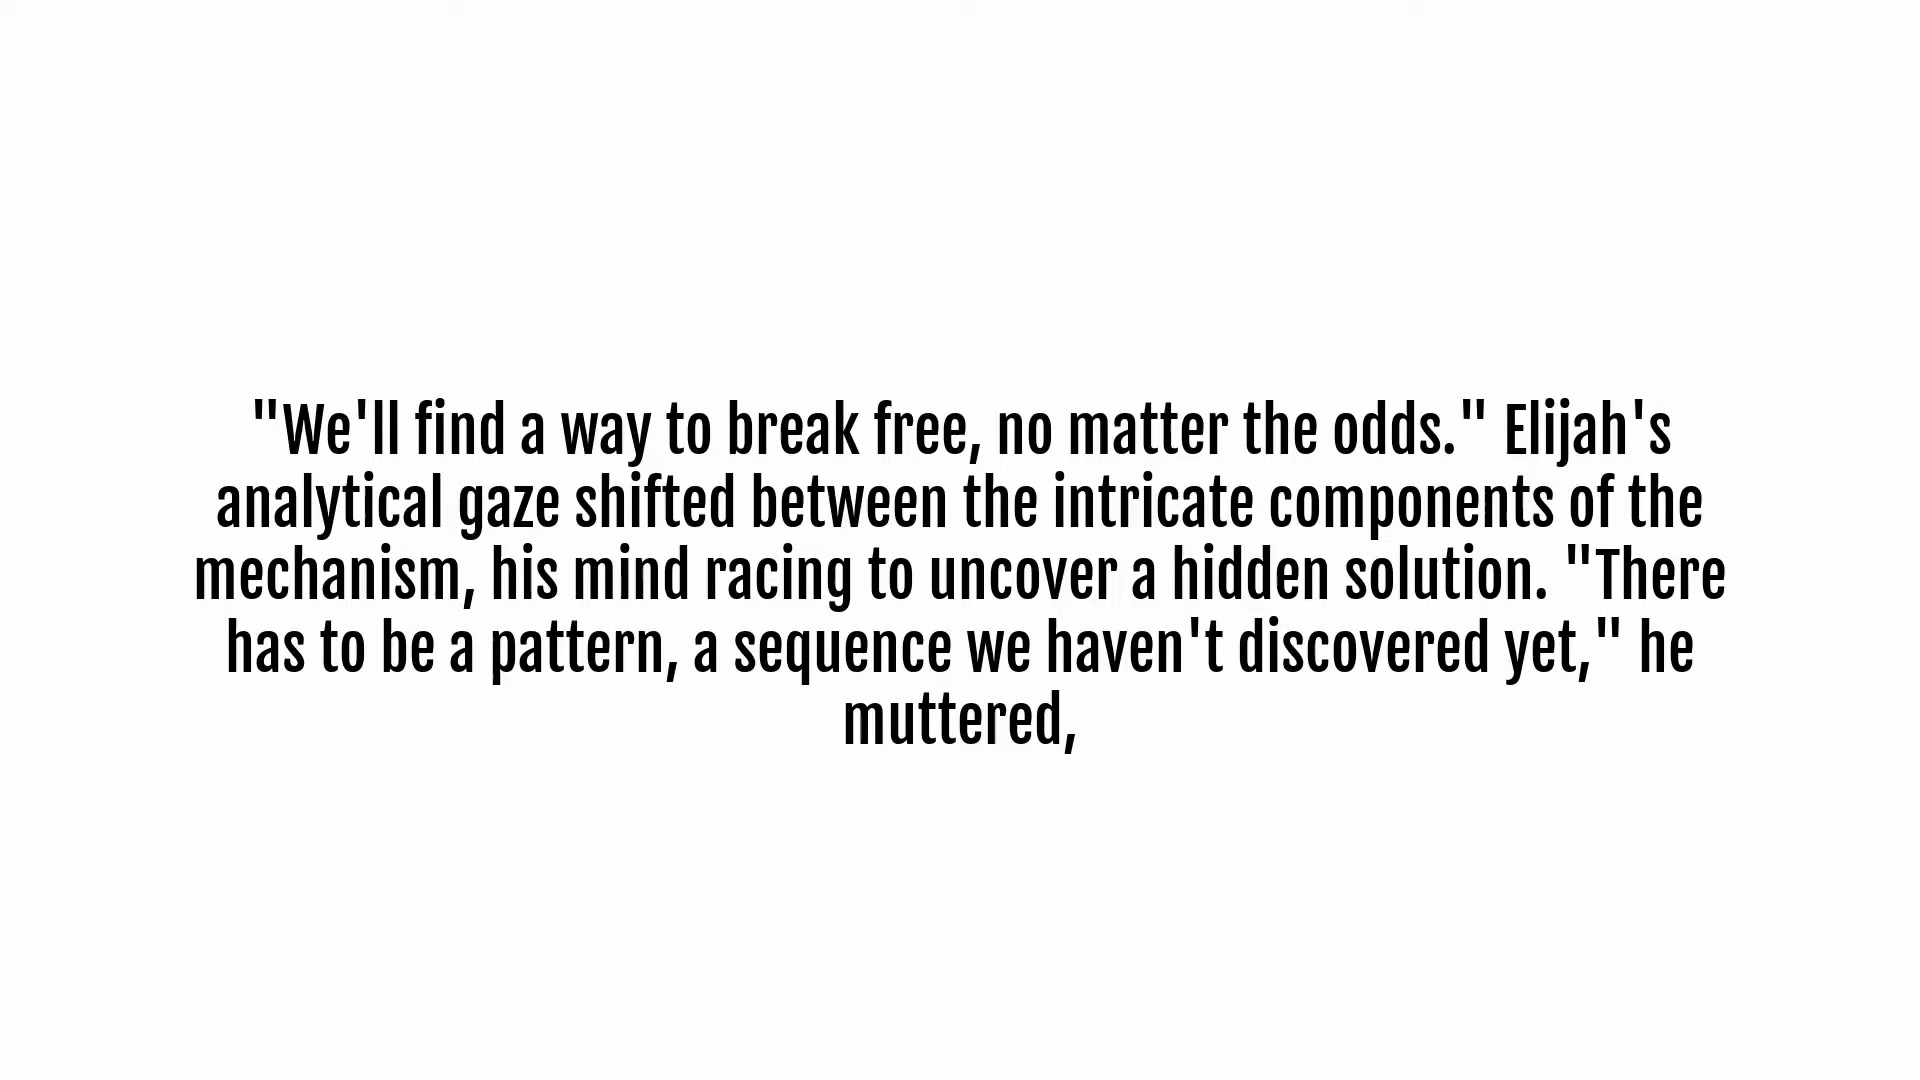 "We'll find a way to break free, no matter the odds." Elijah's
analytical gaze shifted between the intricate components of the
mechanism, his mind racing to uncover a hidden solution. "There
has to be a pattern, a sequence we haven't discovered yet," he
muttered,